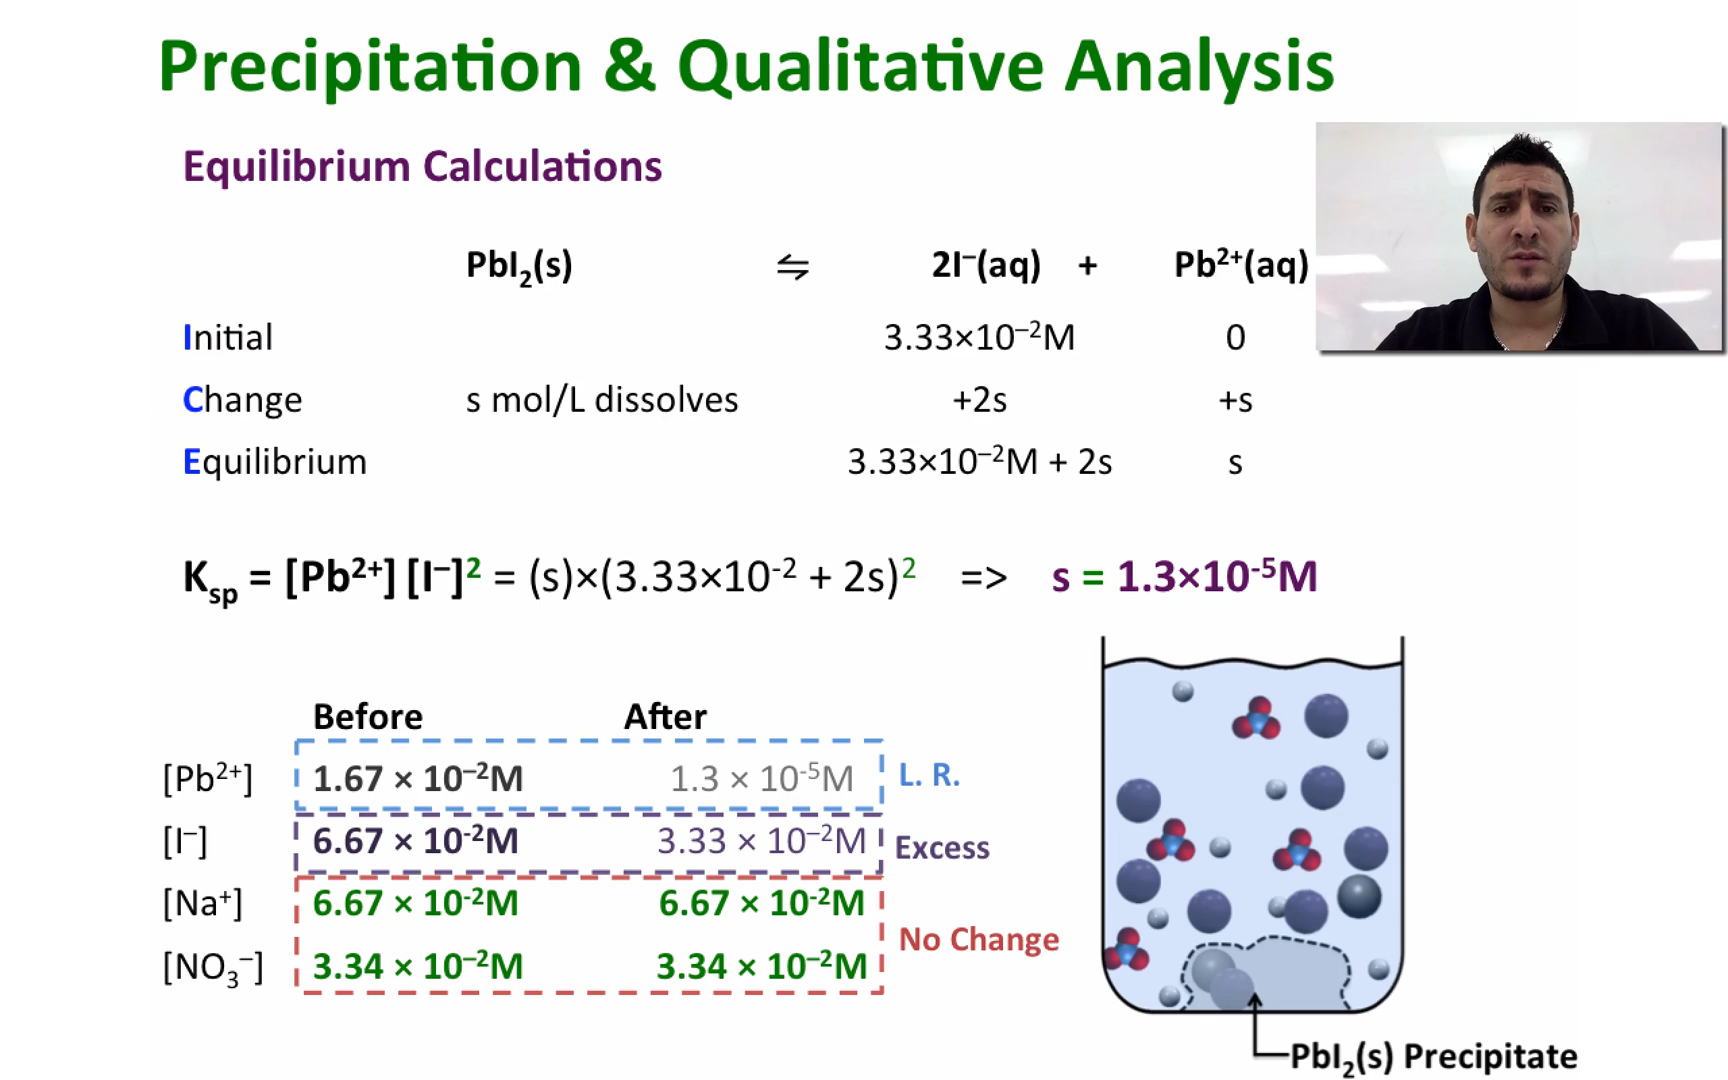 Precipitation & Qualitative Analysis
Equilibrium Calculations
PbI₂(s) ⇋ 2I⁻(aq) + Pb²⁺(aq)
Initial 3.33×10⁻²M 0
Change s mol/L dissolves +2s +s
Equilibrium 3.33×10⁻²M + 2s s
Kₛₚ = [Pb²⁺][I⁻]² = (s)×(3.33×10⁻² + 2s)² => s = 1.3×10⁻⁵M
Before After
[Pb²⁺] 1.67 × 10⁻²M 1.3 × 10⁻⁵M L. R.
[I⁻] 6.67 × 10⁻²M 3.33 × 10⁻²M Excess
[Na⁺] 6.67 × 10⁻²M 6.67 × 10⁻²M
No Change
[NO₃⁻] 3.34 × 10⁻²M 3.34 × 10⁻²M
PbI₂(s) Precipitate